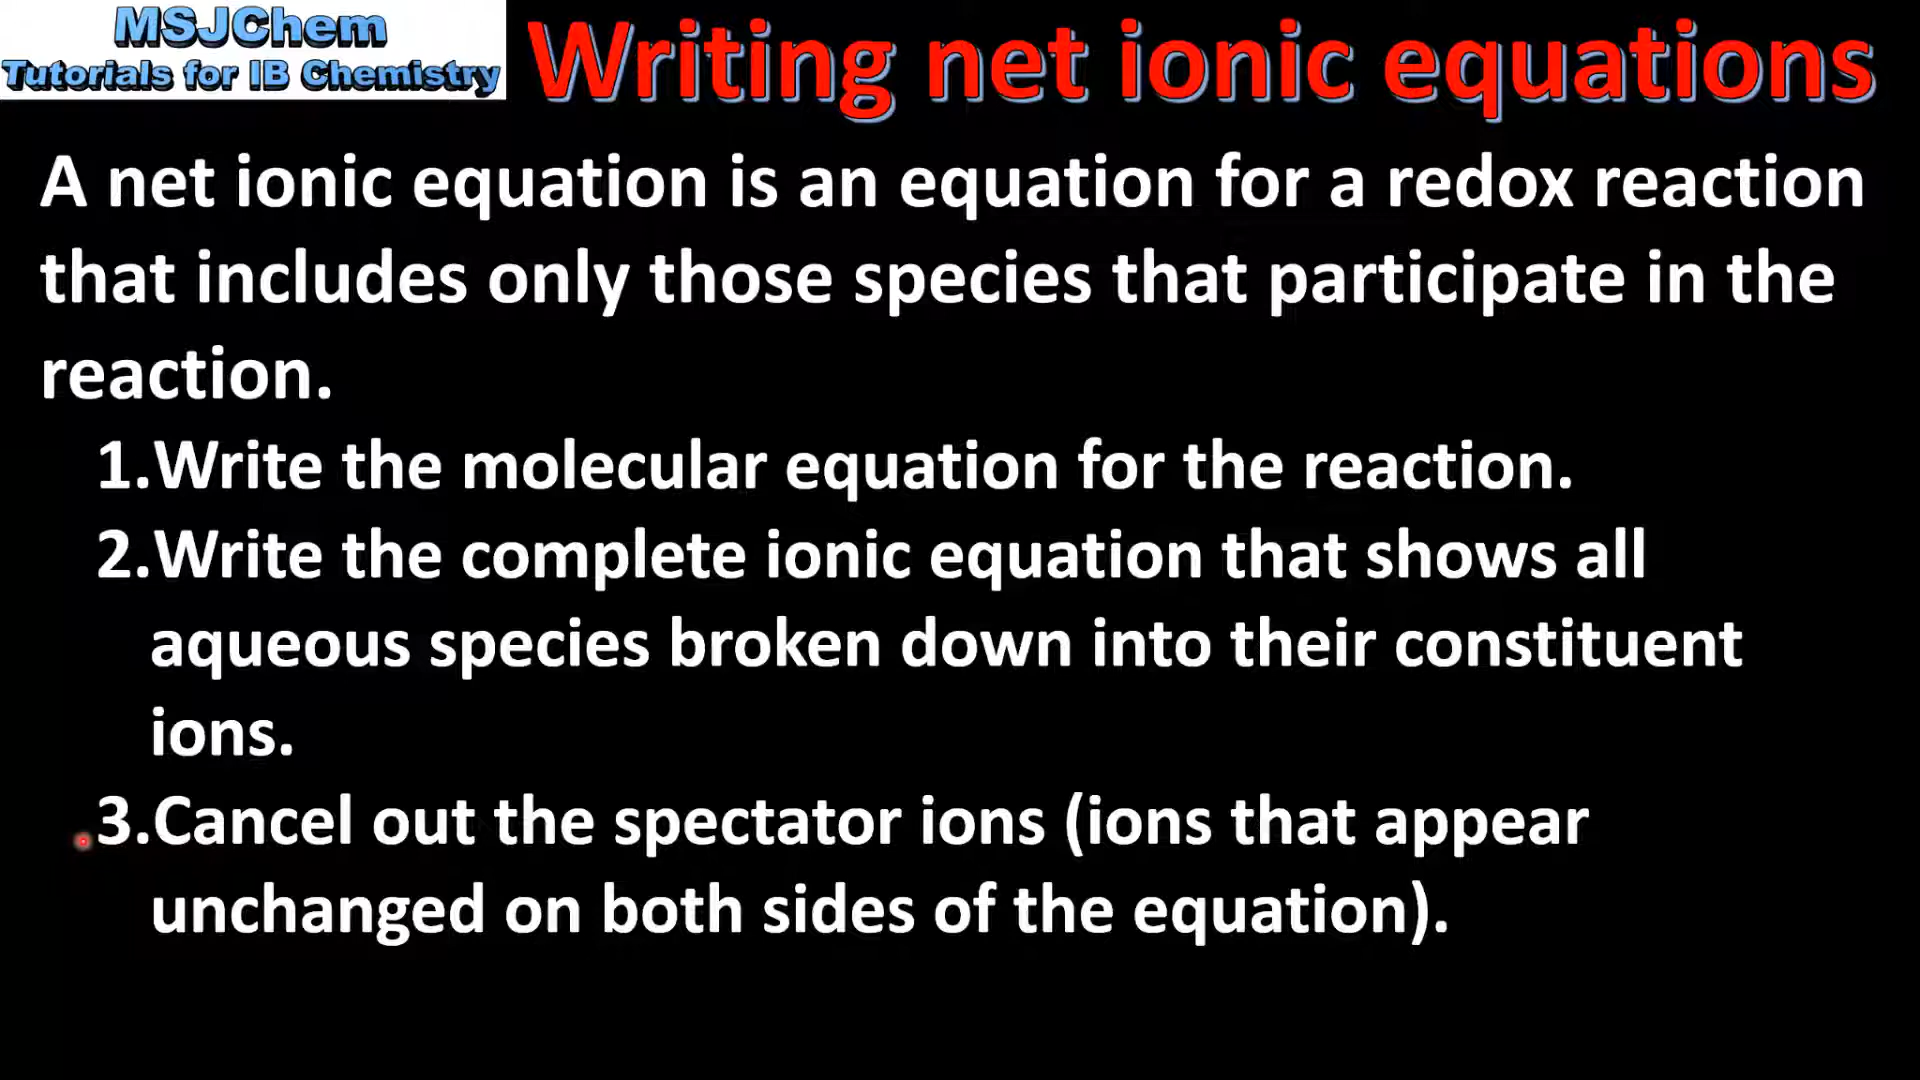 MSJChem
Tutorials for IB Chemistry
Writing net ionic equations
A net ionic equation is an equation for a redox reaction
that includes only those species that participate in the
reaction.
1.Write the molecular equation for the reaction.
2.Write the complete ionic equation that shows all
aqueous species broken down into their constituent
ions.
3.Cancel out the spectator ions (ions that appear
unchanged on both sides of the equation).